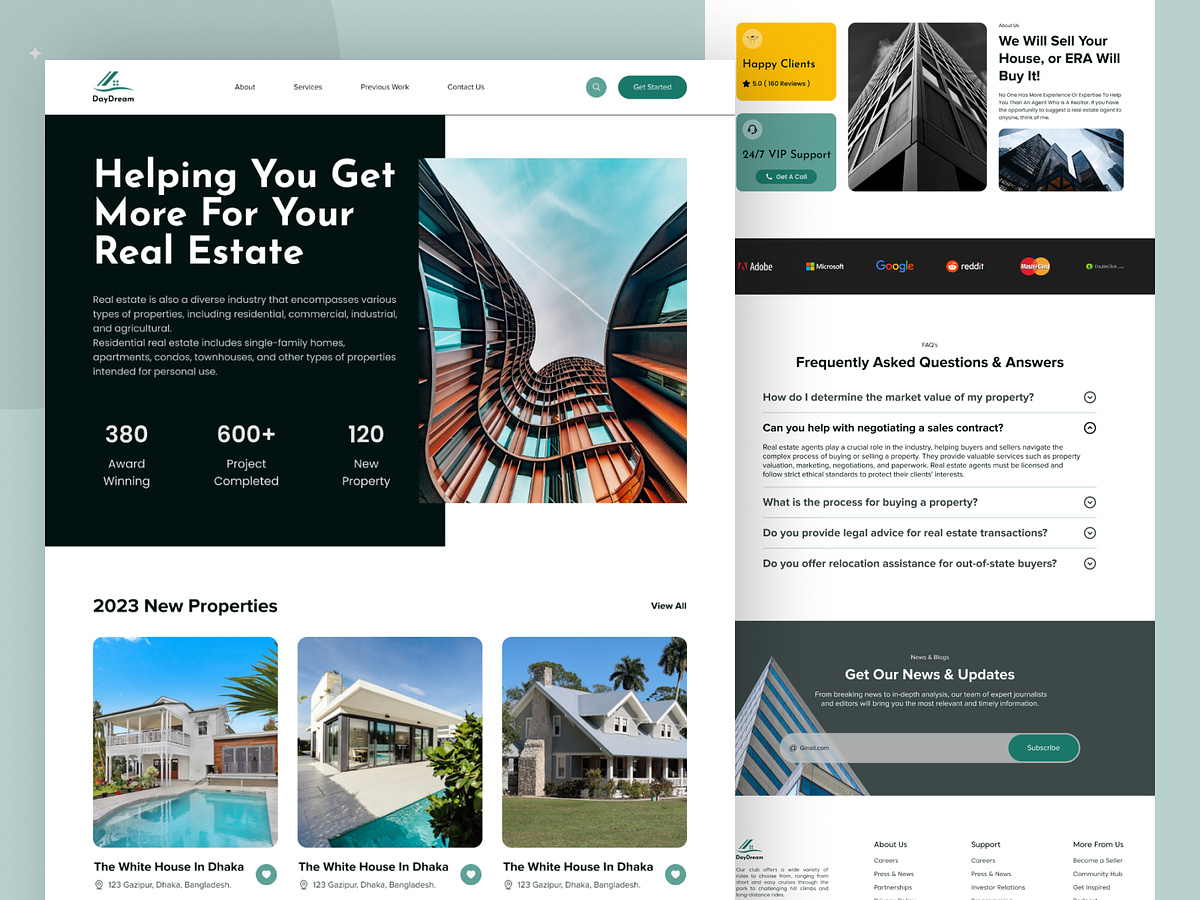 DayDream
About
Services
Previous Work
Contact Us
Get Started
Helping You Get
More For Your
Real Estate
Real estate is also a diverse industry that encompasses various
types of properties, including residential, commercial, industrial,
and agricultural.
Residential real estate includes single-family homes,
apartments, condos, townhouses, and other types of properties
intended for personal use.
380
Award
Winning
600+
Project
Completed
120
New
Property
2023 New Properties
View All
The White House In Dhaka
123 Gazipur, Dhaka, Bangladesh.
The White House In Dhaka
123 Gazipur, Dhaka, Bangladesh.
The White House In Dhaka
123 Gazipur, Dhaka, Bangladesh.
Happy Clients
5.0 ( 160 Reviews )
24/7 VIP Support
Get A Call
About Us
We Will Sell Your
House, or ERA Will
Buy It!
No One Has More Experience Or Expertise To Help
You Than An Agent Who Is A Realtor. If you have
the opportunity to suggest a real estate agent to
anyone, think of me.
Adobe
Microsoft
Google
reddit
MasterCard
DoubleClick
FAQ's
Frequently Asked Questions & Answers
How do I determine the market value of my property?
Can you help with negotiating a sales contract?
Real estate agents play a crucial role in the industry, helping buyers and sellers navigate the
complex process of buying or selling a property. They provide valuable services such as property
valuation, marketing, negotiations, and paperwork. Real estate agents must be licensed and
follow strict ethical standards to protect their clients' interests.
What is the process for buying a property?
Do you provide legal advice for real estate transactions?
Do you offer relocation assistance for out-of-state buyers?
News & Blogs
Get Our News & Updates
From breaking news to in-depth analysis, our team of expert journalists
and editors will bring you the most relevant and timely information.
@ Gmail.com
Subscribe
DayDream
Our club offers a wide variety of
rides to choose from, ranging from
short and easy cruises through the
park to challenging hill climbs and
long-distance rides.
About Us
Careers
Press & News
Partnerships
Support
Careers
Press & News
Investor Relations
More From Us
Become a Seller
Community Hub
Get Inspired